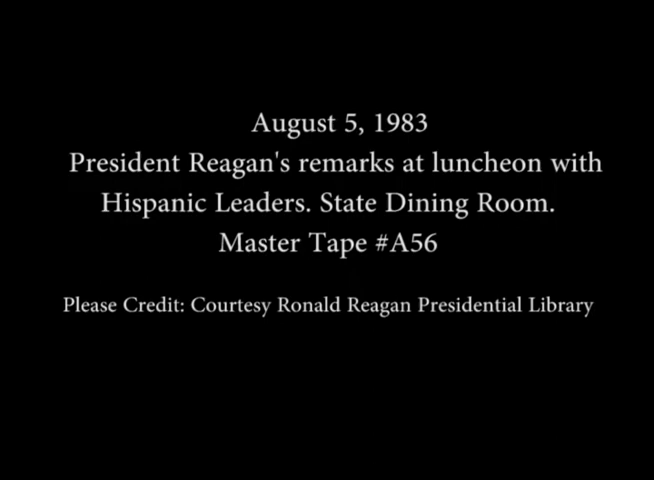 August 5, 1983
President Reagan's remarks at luncheon with
Hispanic Leaders. State Dining Room.
Master Tape #A56
Please Credit: Courtesy Ronald Reagan Presidential Library